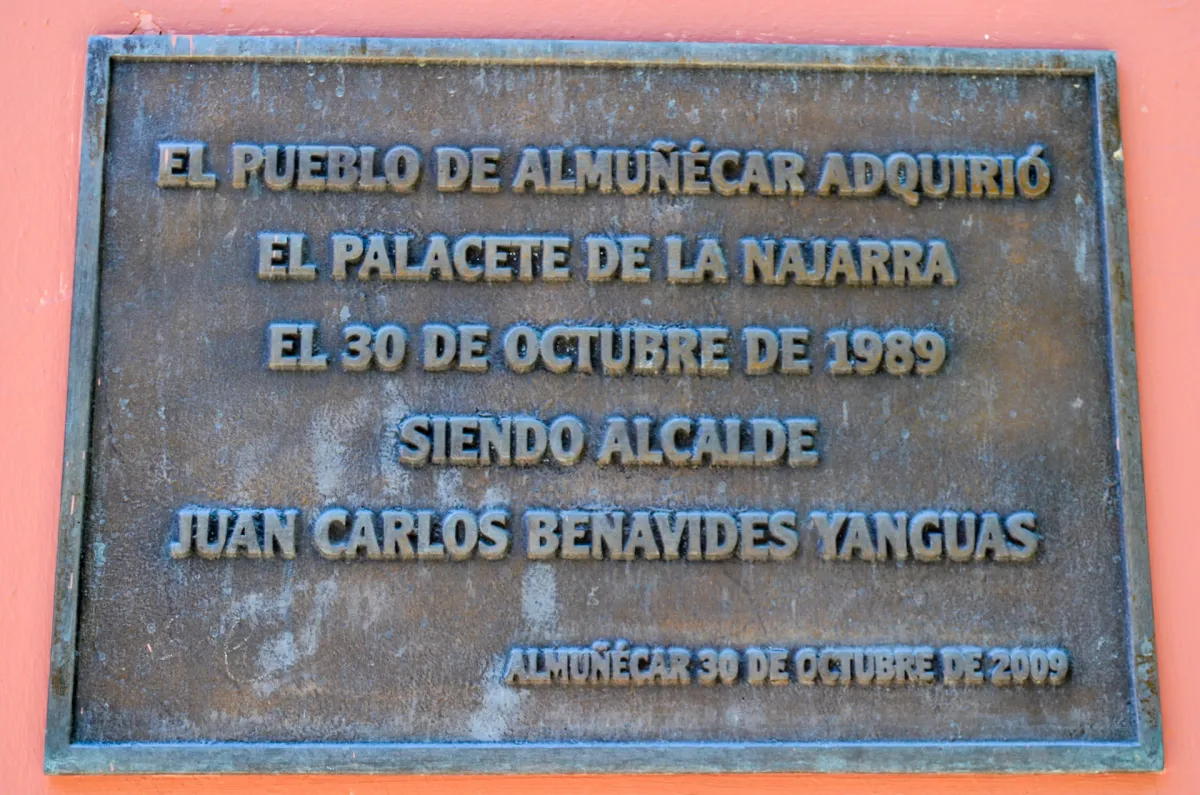 EL PUEBLO DE ALMUÑÉCAR ADQUIRIÓ
EL PALACETE DE LA NAJARRA
EL 30 DE OCTUBRE DE 1989
SIENDO ALCALDE
JUAN CARLOS BENAVIDES YANGUAS
ALMUÑÉCAR 30 DE OCTUBRE DE 2009